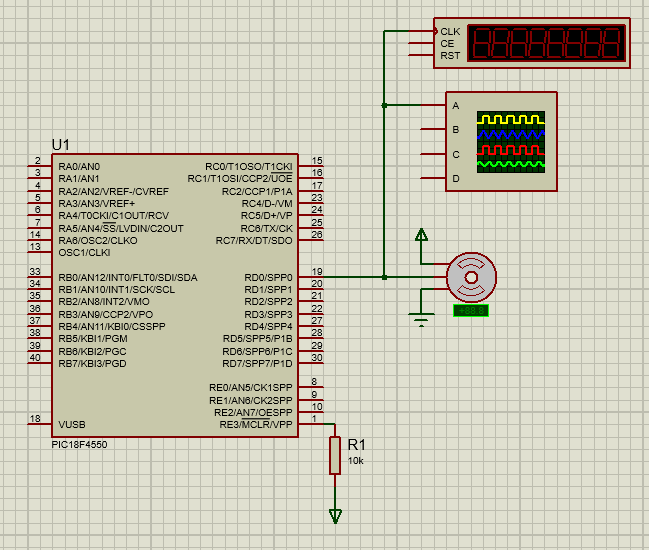 CLK
CE
RST
A
B
C
D
U1
2 RA0/AN0 RC0/T1OSO/T1CKI 15
3 RA1/AN1 RC1/T1OSI/CCP2/UOE 16
4 RA2/AN2/VREF-/CVREF RC2/CCP1/P1A 17
5 RA3/AN3/VREF+ RC4/D-/VM 23
6 RA4/T0CKI/C1OUT/RCV RC5/D+/VP 24
7 RA5/AN4/SS/LVDIN/C2OUT RC6/TX/CK 25
14 RA6/OSC2/CLKO RC7/RX/DT/SDO 26
13 OSC1/CLKI
33 RB0/AN12/INT0/FLT0/SDI/SDA RD0/SPP0 19
34 RB1/AN10/INT1/SCK/SCL RD1/SPP1 20
35 RB2/AN8/INT2/VMO RD2/SPP2 21
36 RB3/AN9/CCP2/VPO RD3/SPP3 22
37 RB4/AN11/KBI0/CSSPP RD4/SPP4 27
38 RB5/KBI1/PGM RD5/SPP5/P1B 28
39 RB6/KBI2/PGC RD6/SPP6/P1C 29
40 RB7/KBI3/PGD RD7/SPP7/P1D 30
RE0/AN5/CK1SPP 8
RE1/AN6/CK2SPP 9
RE2/AN7/OESPP 10
18 VUSB RE3/MCLR/VPP 1
PIC18F4550
R1
10k